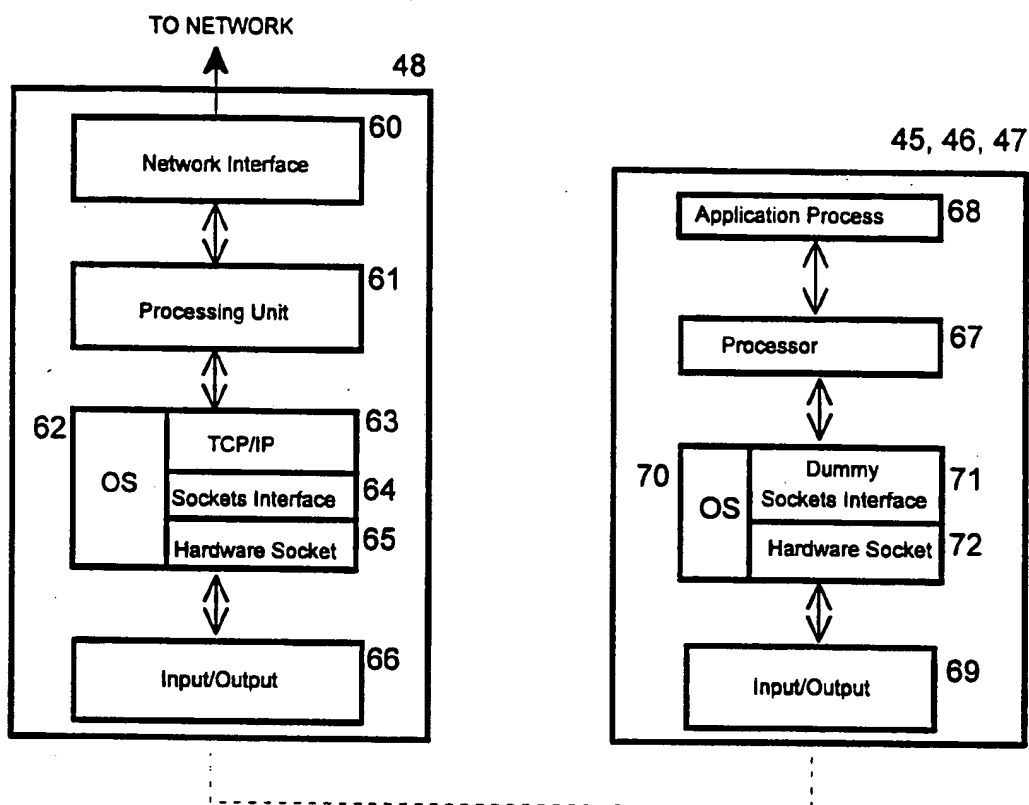 TO NETWORK
48
60
Network Interface
61
Processing Unit
62
OS
63
TCP/IP
64
Sockets Interface
65
Hardware Socket
66
Input/Output
45, 46, 47
Application Process
68
Processor
67
70
OS
Dummy
Sockets Interface
71
Hardware Socket
72
Input/Output
69